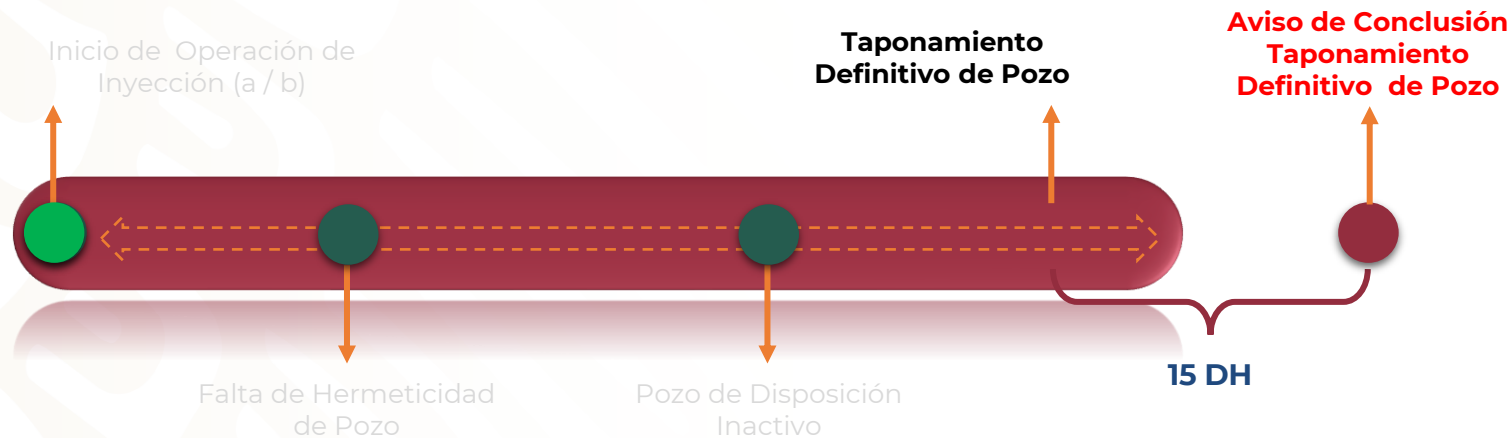 Inicio de Operación de
Inyección (a / b)
Taponamiento
Definitivo de Pozo
Aviso de Conclusión
Taponamiento
Definitivo de Pozo
15 DH
Falta de Hermeticidad
de Pozo
Pozo de Disposición
Inactivo